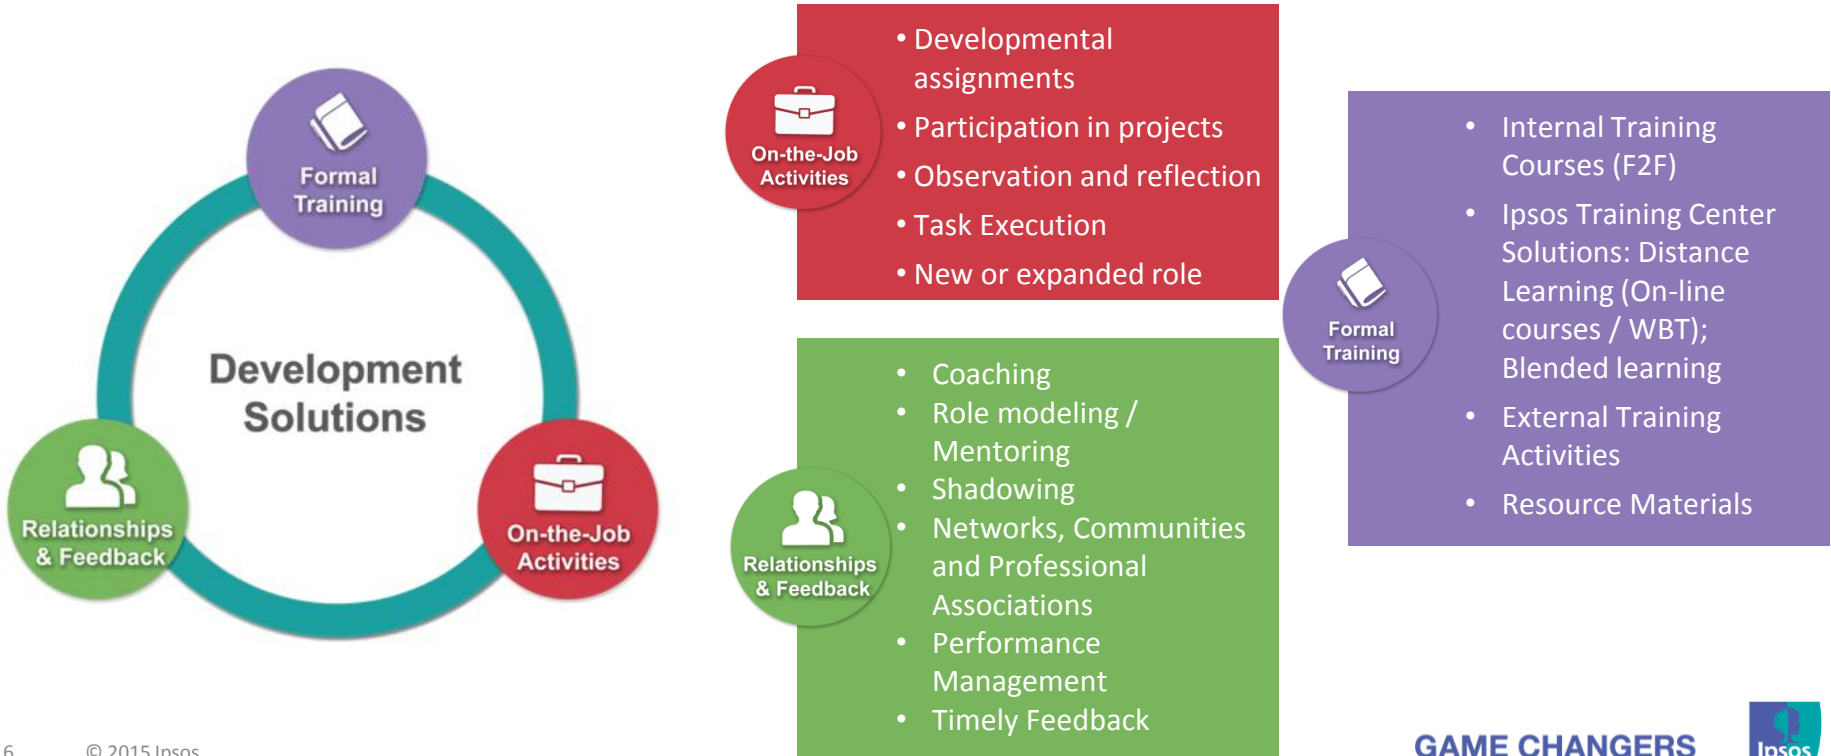 Formal
Training
Development
Solutions
Relationships
& Feedback
On-the-Job
Activities
On-the-Job
Activities
• Developmental
assignments
• Participation in projects
• Observation and reflection
• Task Execution
• New or expanded role
Relationships
& Feedback
• Coaching
• Role modeling /
Mentoring
• Shadowing
• Networks, Communities
and Professional
Associations
• Performance
Management
• Timely Feedback
Formal
Training
• Internal Training
Courses (F2F)
• Ipsos Training Center
Solutions: Distance
Learning (On-line
courses / WBT);
Blended learning
• External Training
Activities
• Resource Materials
6 © 2015 Ipsos
GAME CHANGERS
Ipsos